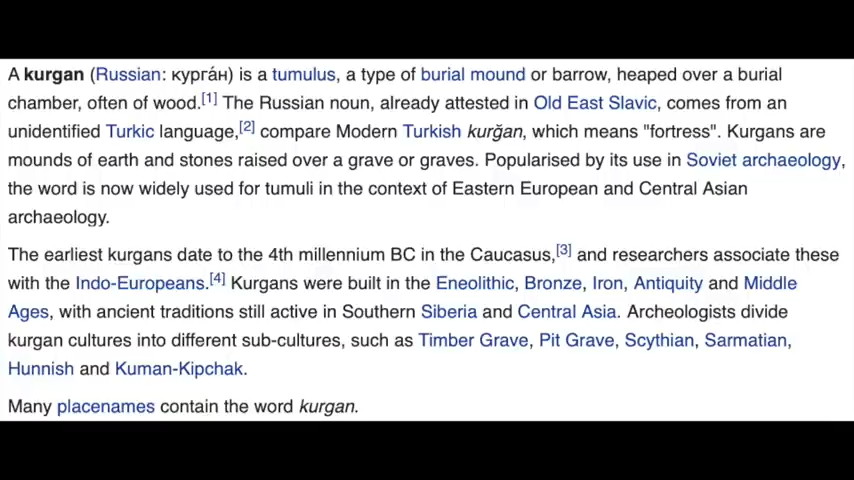 A kurgan (Russian: курга́н) is a tumulus, a type of burial mound or barrow, heaped over a burial
chamber, often of wood.[1] The Russian noun, already attested in Old East Slavic, comes from an
unidentified Turkic language,[2] compare Modern Turkish kurğan, which means "fortress". Kurgans are
mounds of earth and stones raised over a grave or graves. Popularised by its use in Soviet archaeology,
the word is now widely used for tumuli in the context of Eastern European and Central Asian
archaeology.
The earliest kurgans date to the 4th millennium BC in the Caucasus,[3] and researchers associate these
with the Indo-Europeans.[4] Kurgans were built in the Eneolithic, Bronze, Iron, Antiquity and Middle
Ages, with ancient traditions still active in Southern Siberia and Central Asia. Archeologists divide
kurgan cultures into different sub-cultures, such as Timber Grave, Pit Grave, Scythian, Sarmatian,
Hunnish and Kuman-Kipchak.
Many placenames contain the word kurgan.